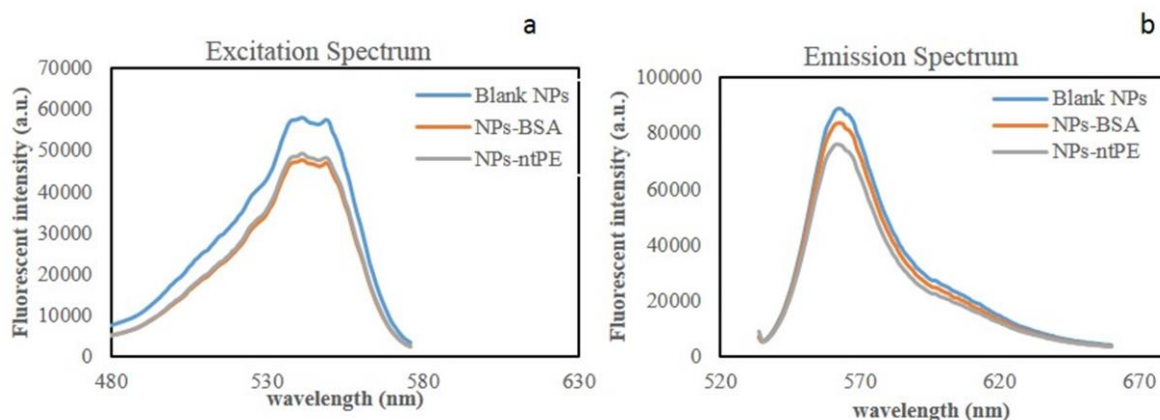 a
Excitation Spectrum
70000
60000
50000
40000
30000
20000
10000
0
Fluorescent intensity (a.u.)
Blank NPs
NPs-BSA
NPs-ntPE
480 530 580 630
wavelength (nm)
b
Emission Spectrum
100000
80000
60000
40000
20000
0
Fluorescent intensity (a.u.)
Blank NPs
NPs-BSA
NPs-ntPE
520 570 620 670
wavelength (nm)